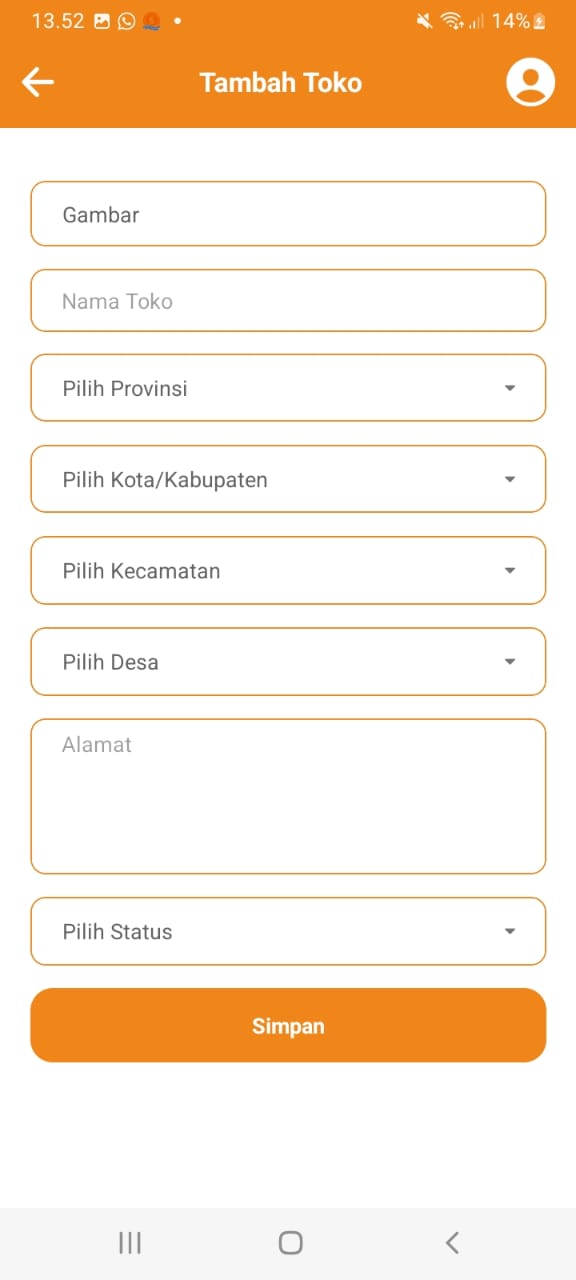 13.52
14%
Tambah Toko
Gambar
Nama Toko
Pilih Provinsi
Pilih Kota/Kabupaten
Pilih Kecamatan
Pilih Desa
Alamat
Pilih Status
Simpan